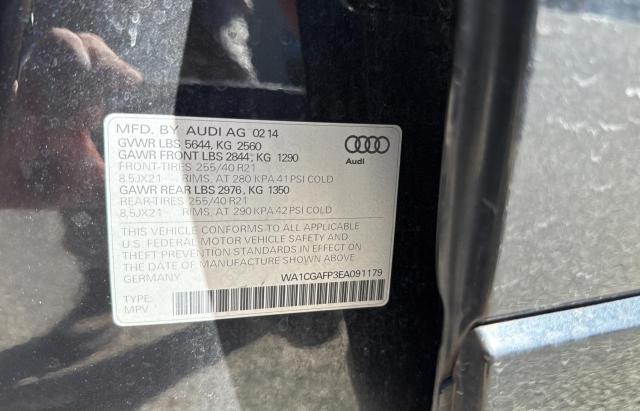 MFD. BY AUDI AG 02 14
GVWR LBS 5644, KG 2560
GAWR FRONT LBS 2844; KG 1290
FRONT-TIRES 255/40 R21
8,5JX21 RIMS, AT 280 KPA 41 PSI COLD
GAWR REAR LBS 2976, KG 1350
REAR-TIRES 255/40 R21
8,5JX21 RIMS, AT 290 KPA 42 PSI COLD
Audi
THIS VEHICLE CONFORMS TO ALL APPLICABLE
U.S. FEDERAL MOTOR VEHICLE SAFETY AND
THEFT PREVENTION STANDARDS IN EFFECT ON
THE DATE OF MANUFACTURE SHOWN ABOVE
GERMANY WA1CGAFP3EA091179
TYPE:
MPV